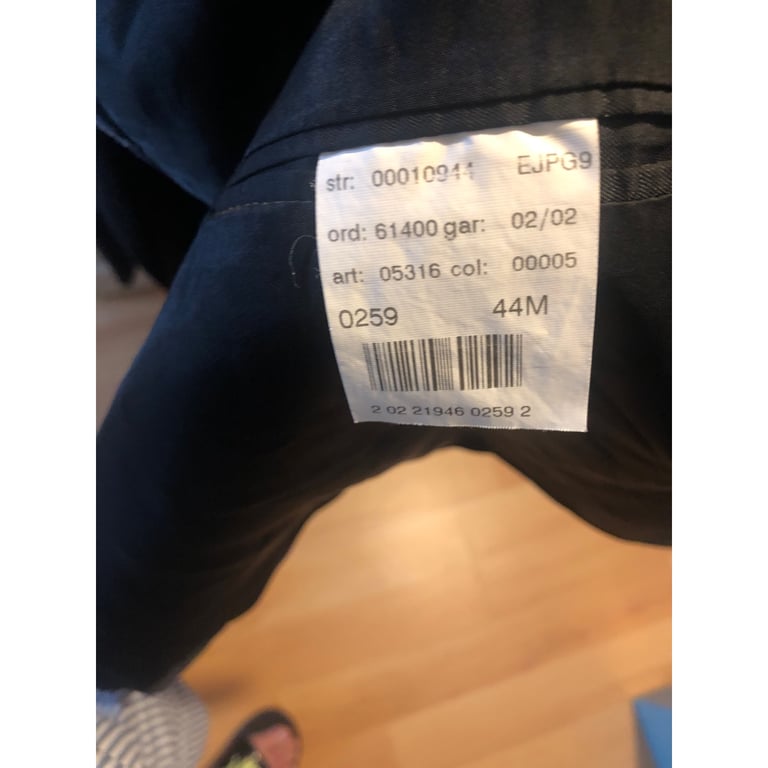 str: 00010944 EJPG9
ord: 61400 gar: 02/02
art: 05316 col: 00005
0259 44M
2 02 21946 0259 2